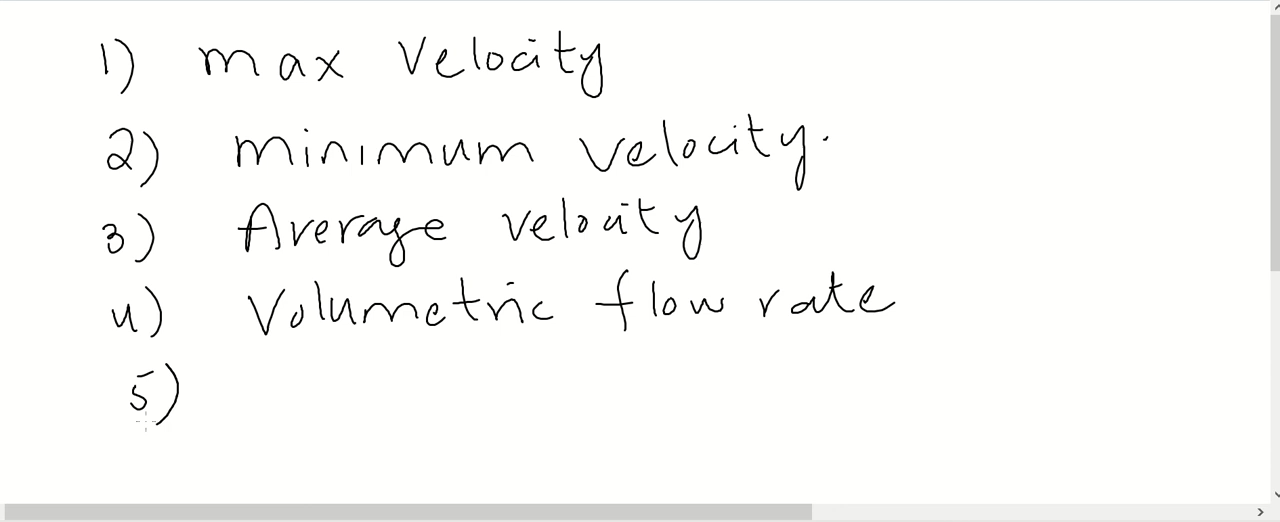 1) max velocity
2) minimum velocity.
3) Average velocity
4) Volumetric flow rate
5)